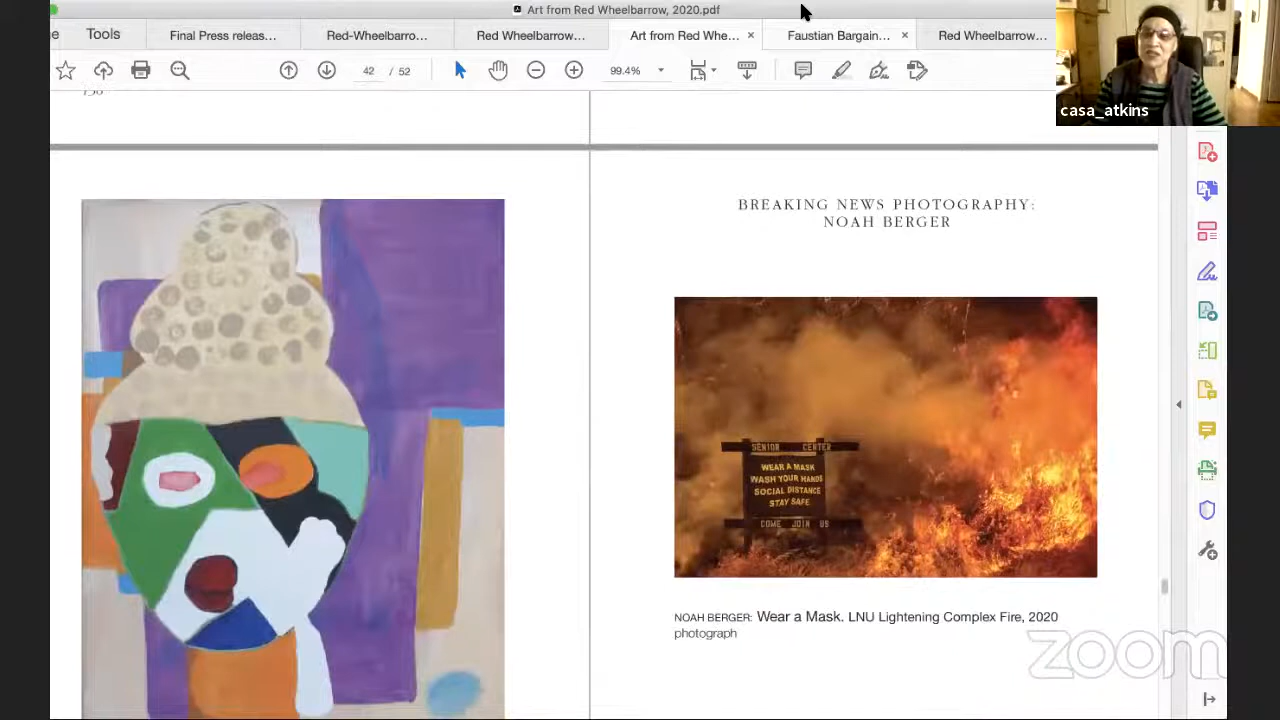 Art from Red Wheelbarrow, 2020.pdf
Tools
Final Press releas...
Red-Wheelbarro...
Red Wheelbarrow...
Art from Red Whe...
Faustian Bargain...
Red Wheelbarrow...
42 / 52
99.4%
casa_atkins
BREAKING NEWS PHOTOGRAPHY:
NOAH BERGER
SENIOR CENTER
WEAR A MASK
WASH YOUR HANDS
SOCIAL DISTANCE
STAY SAFE
COME JOIN US
NOAH BERGER: Wear a Mask. LNU Lightening Complex Fire, 2020
photograph
zoom